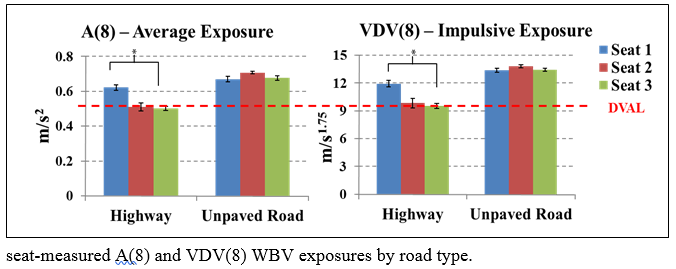 A(8) – Average Exposure
VDV(8) – Impulsive Exposure
0.8
0.6
0.4
0.2
0
m/s2
*
Highway
Unpaved Road
15
12
9
6
3
0
m/s1.75
*
Highway
Unpaved Road
Seat 1
Seat 2
Seat 3
DVAL
seat-measured A(8) and VDV(8) WBV exposures by road type.